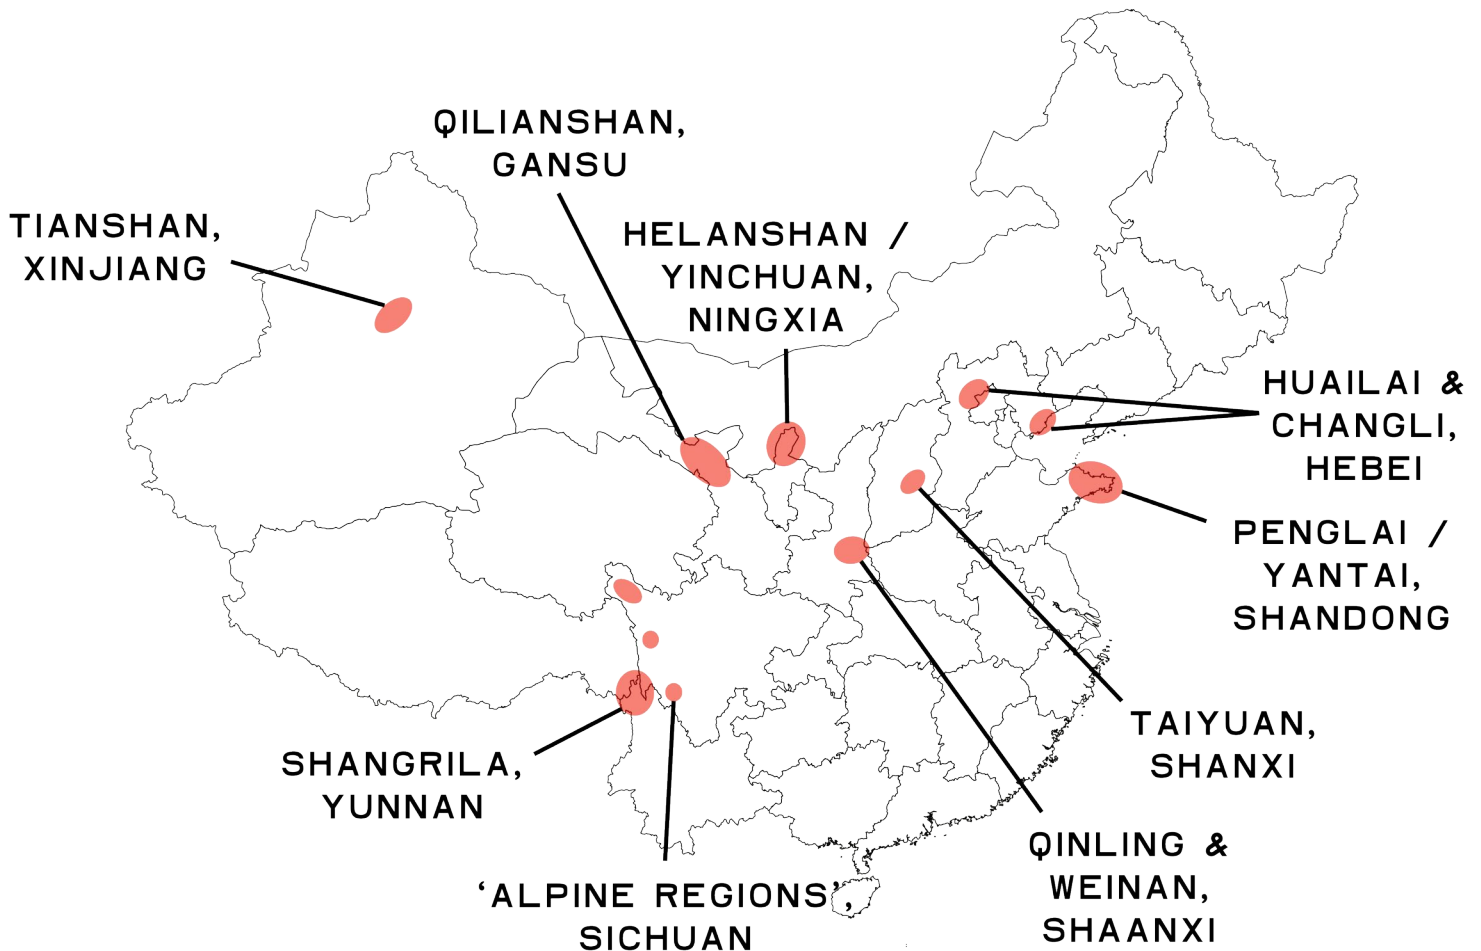 QILIANSHAN,
GANSU
TIANSHAN,
XINJIANG
HELANSHAN /
YINCHUAN,
NINGXIA
HUAILAI &
CHANGLI,
HEBEI
PENGLAI /
YANTAI,
SHANDONG
TAIYUAN,
SHANXI
SHANGRILA,
YUNNAN
QINLING &
WEINAN,
SHAANXI
‘ALPINE REGIONS’,
SICHUAN